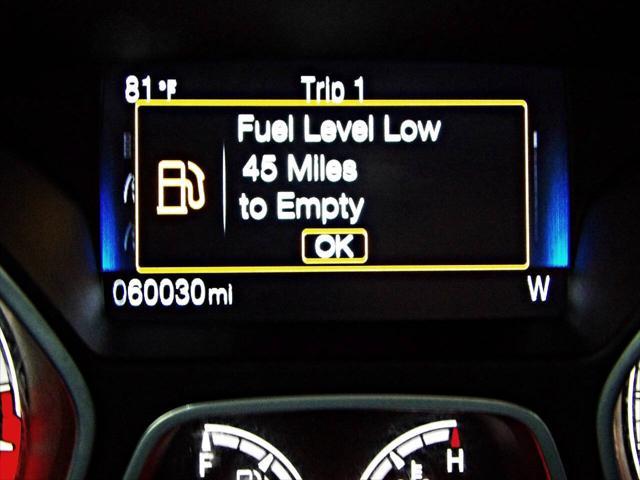 81°F Trip 1
Fuel Level Low
45 Miles
to Empty
OK
060030mi W
F H